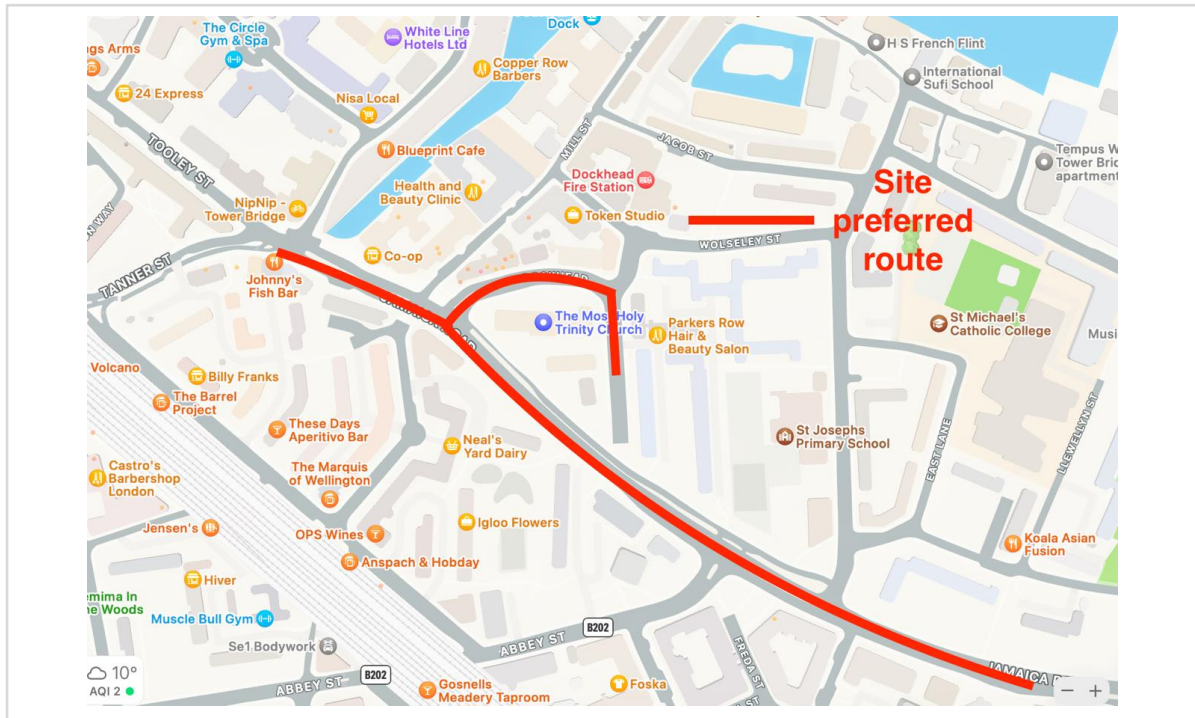 The Circle
Gym & Spa
White Line
Hotels Ltd
Dock
H S French Flint
ngs Arms
Copper Row
Barbers
International
Sufi School
24 Express
Nisa Local
TOOLEY ST
MILL ST
JACOB ST
Blueprint Cafe
Tempus W
Tower Bric
apartment
Dockhead
Fire Station
Health and
Beauty Clinic
Site
preferred
route
NipNip -
Tower Bridge
Token Studio
WOLSELEY ST
ON WAY
Co-op
TANNER ST
Johnny's
Fish Bar
The Most Holy
Trinity Church
Parkers Row
Hair &
Beauty Salon
St Michael's
Catholic College
Musi
Volcano
Billy Franks
The Barrel
Project
These Days
Aperitivo Bar
St Josephs
Primary School
EAST LANE
LLEWELLYN ST
Neal's
Yard Dairy
Castro's
Barbershop
London
The Marquis
of Wellington
Jensen's
OPS Wines
Igloo Flowers
Koala Asian
Fusion
Anspach & Hobday
Hiver
emima In
he Woods
Muscle Bull Gym
B202
ABBEY ST
FREDA ST
Se1 Bodywork
JAMAICA R
10°
AQI 2
B202
ABBEY ST
Gosnells
Meadery Taproom
Foska
− +